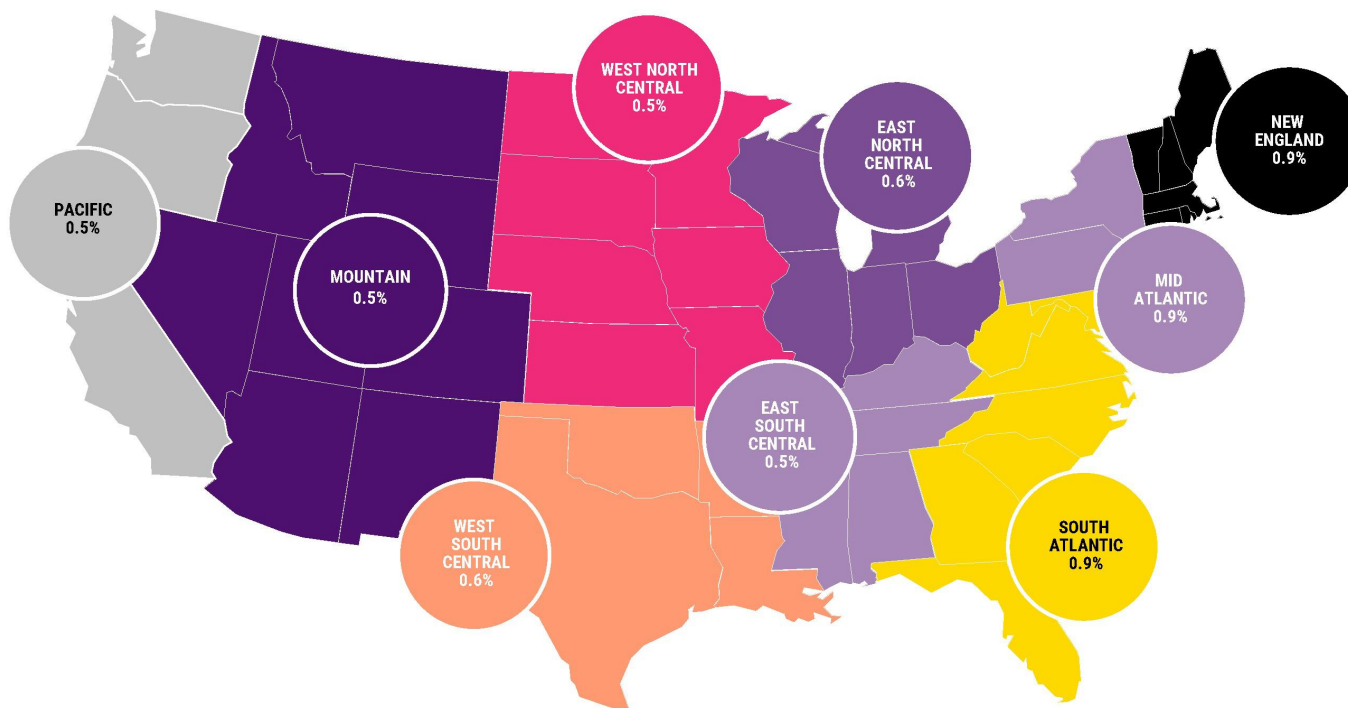 WEST NORTH
CENTRAL
0.5%
EAST
NORTH
CENTRAL
0.6%
NEW
ENGLAND
0.9%
PACIFIC
0.5%
MOUNTAIN
0.5%
MID
ATLANTIC
0.9%
EAST
SOUTH
CENTRAL
0.5%
WEST
SOUTH
CENTRAL
0.6%
SOUTH
ATLANTIC
0.9%